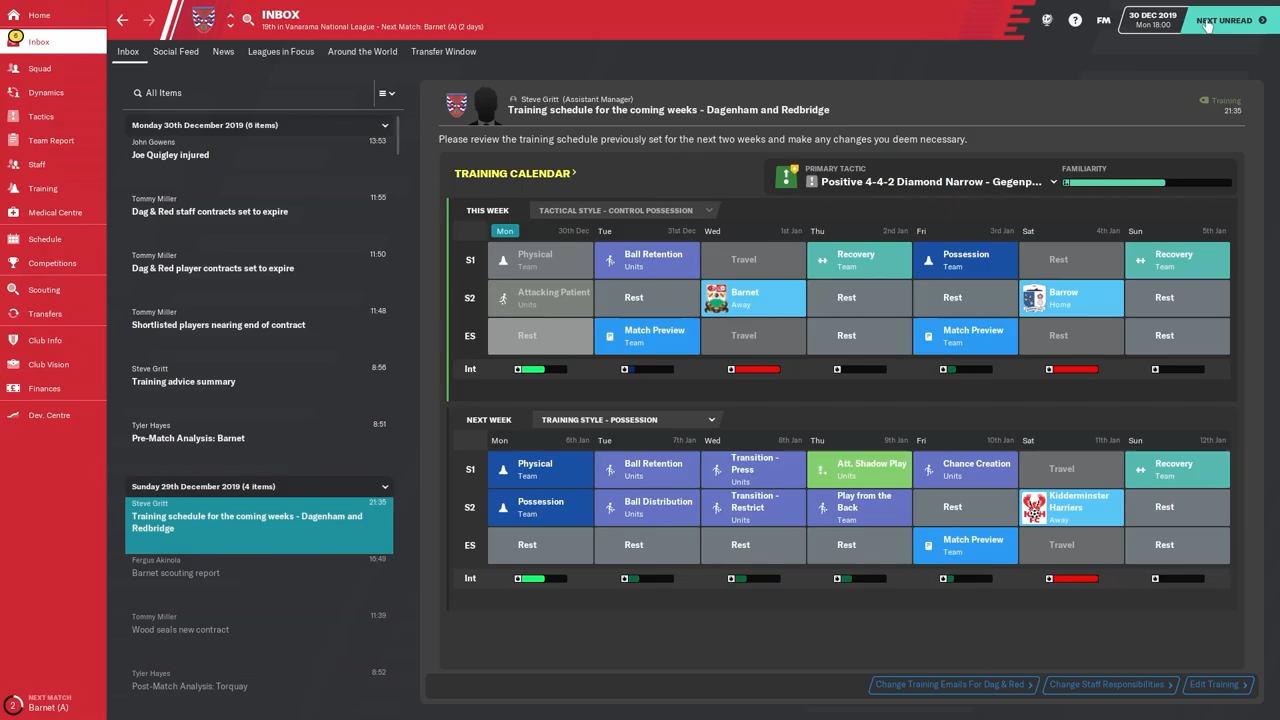 Home
6
Inbox
Squad
Dynamics
Tactics
Team Report
Staff
Training
Medical Centre
Schedule
Competitions
Scouting
Transfers
Club Info
Club Vision
Finances
Dev. Centre
2
NEXT MATCH
Barnet (A)
INBOX
19th in Vanarama National League - Next Match: Barnet (A) (2 days)
?
FM
30 DEC 2019
Mon 18:00
NEXT UNREAD
Inbox
Social Feed
News
Leagues in Focus
Around the World
Transfer Window
All Items
Monday 30th December 2019 (6 items)
John Gowens 13:53
Joe Quigley injured
Tommy Miller 11:55
Dag & Red staff contracts set to expire
Tommy Miller 11:50
Dag & Red player contracts set to expire
Tommy Miller 11:48
Shortlisted players nearing end of contract
Steve Gritt 8:56
Training advice summary
Tyler Hayes 8:51
Pre-Match Analysis: Barnet
Sunday 29th December 2019 (4 items)
Steve Gritt 21:35
Training schedule for the coming weeks - Dagenham and
Redbridge
Fergus Akinola 16:49
Barnet scouting report
Tommy Miller 11:39
Wood seals new contract
Tyler Hayes 8:52
Post-Match Analysis: Torquay
Steve Gritt (Assistant Manager)
Training schedule for the coming weeks - Dagenham and Redbridge
Training
21:35
Please review the training schedule previously set for the next two weeks and make any changes you deem necessary.
TRAINING CALENDAR >
PRIMARY TACTIC
Positive 4-4-2 Diamond Narrow - Gegenp...
FAMILIARITY
THIS WEEK
TACTICAL STYLE - CONTROL POSSESSION
Mon 30th Dec Tue 31st Dec Wed 1st Jan Thu 2nd Jan Fri 3rd Jan Sat 4th Jan Sun 5th Jan
S1
Physical
Team
Ball Retention
Units
Travel
Recovery
Team
Possession
Team
Rest
Recovery
Team
S2
Attacking Patient
Units
Rest
Barnet
Away
Rest
Rest
Barrow
Home
Rest
ES
Rest
Match Preview
Team
Travel
Rest
Match Preview
Team
Rest
Rest
Int
NEXT WEEK
TRAINING STYLE - POSSESSION
Mon 6th Jan Tue 7th Jan Wed 8th Jan Thu 9th Jan Fri 10th Jan Sat 11th Jan Sun 12th Jan
S1
Physical
Team
Ball Retention
Units
Transition -
Press
Units
Att. Shadow Play
Units
Chance Creation
Units
Travel
Recovery
Team
S2
Possession
Team
Ball Distribution
Units
Transition -
Restrict
Units
Play from the
Back
Team
Rest
Kidderminster
Harriers
Away
Rest
ES
Rest
Rest
Rest
Rest
Match Preview
Team
Travel
Rest
Int
Change Training Emails For Dag & Red >
Change Staff Responsibilities >
Edit Training >